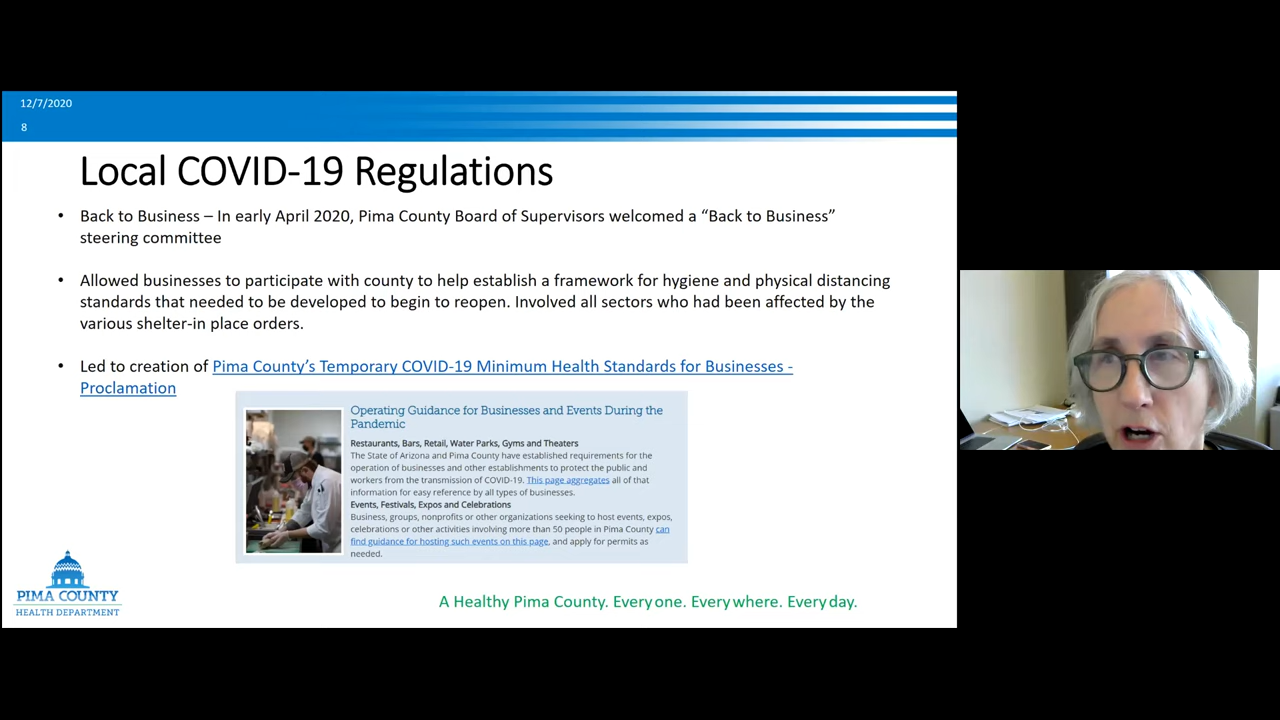 12/7/2020
8
Local COVID-19 Regulations
• Back to Business – In early April 2020, Pima County Board of Supervisors welcomed a “Back to Business”
steering committee
• Allowed businesses to participate with county to help establish a framework for hygiene and physical distancing
standards that needed to be developed to begin to reopen. Involved all sectors who had been affected by the
various shelter-in place orders.
• Led to creation of Pima County’s Temporary COVID-19 Minimum Health Standards for Businesses -
Proclamation
Operating Guidance for Businesses and Events During the
Pandemic
Restaurants, Bars, Retail, Water Parks, Gyms and Theaters
The State of Arizona and Pima County have established requirements for the
operation of businesses and other establishments to protect the public and
workers from the transmission of COVID-19. This page aggregates all of that
information for easy reference by all types of businesses.
Events, Festivals, Expos and Celebrations
Business, groups, nonprofits or other organizations seeking to host events, expos,
celebrations or other activities involving more than 50 people in Pima County can
find guidance for hosting such events on this page, and apply for permits as
needed.
PIMA COUNTY
HEALTH DEPARTMENT
A Healthy Pima County. Every one. Every where. Every day.